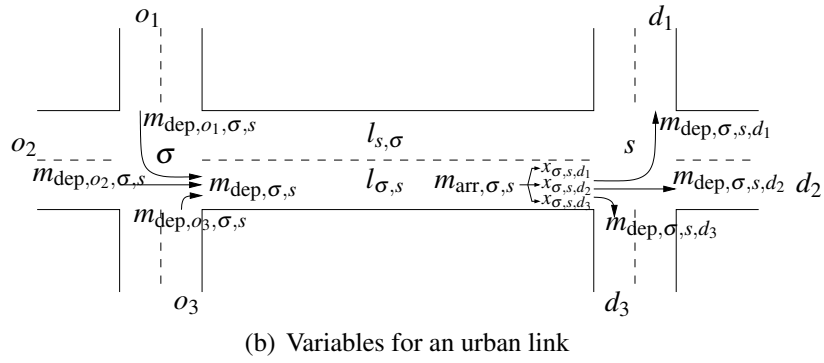 o₁ d₁
m_dep,o₁,σ,s m_dep,σ,s,d₁
o₂ σ l_s,σ s
m_dep,o₂,σ,s m_dep,σ,s l_σ,s m_arr,σ,s x_σ,s,d₁
x_σ,s,d₂ m_dep,σ,s,d₂ d₂
x_σ,s,d₃
m_dep,o₃,σ,s m_dep,σ,s,d₃
o₃ d₃
(b) Variables for an urban link